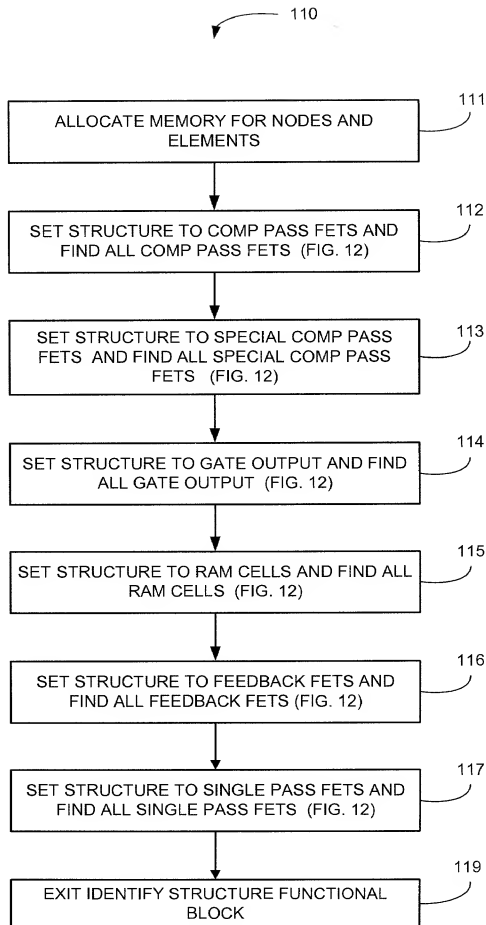 110
ALLOCATE MEMORY FOR NODES AND
ELEMENTS
111
SET STRUCTURE TO COMP PASS FETS AND
FIND ALL COMP PASS FETS (FIG. 12)
112
SET STRUCTURE TO SPECIAL COMP PASS
FETS AND FIND ALL SPECIAL COMP PASS
FETS (FIG. 12)
113
SET STRUCTURE TO GATE OUTPUT AND FIND
ALL GATE OUTPUT (FIG. 12)
114
SET STRUCTURE TO RAM CELLS AND FIND ALL
RAM CELLS (FIG. 12)
115
SET STRUCTURE TO FEEDBACK FETS AND
FIND ALL FEEDBACK FETS (FIG. 12)
116
SET STRUCTURE TO SINGLE PASS FETS AND
FIND ALL SINGLE PASS FETS (FIG. 12)
117
EXIT IDENTIFY STRUCTURE FUNCTIONAL
BLOCK
119